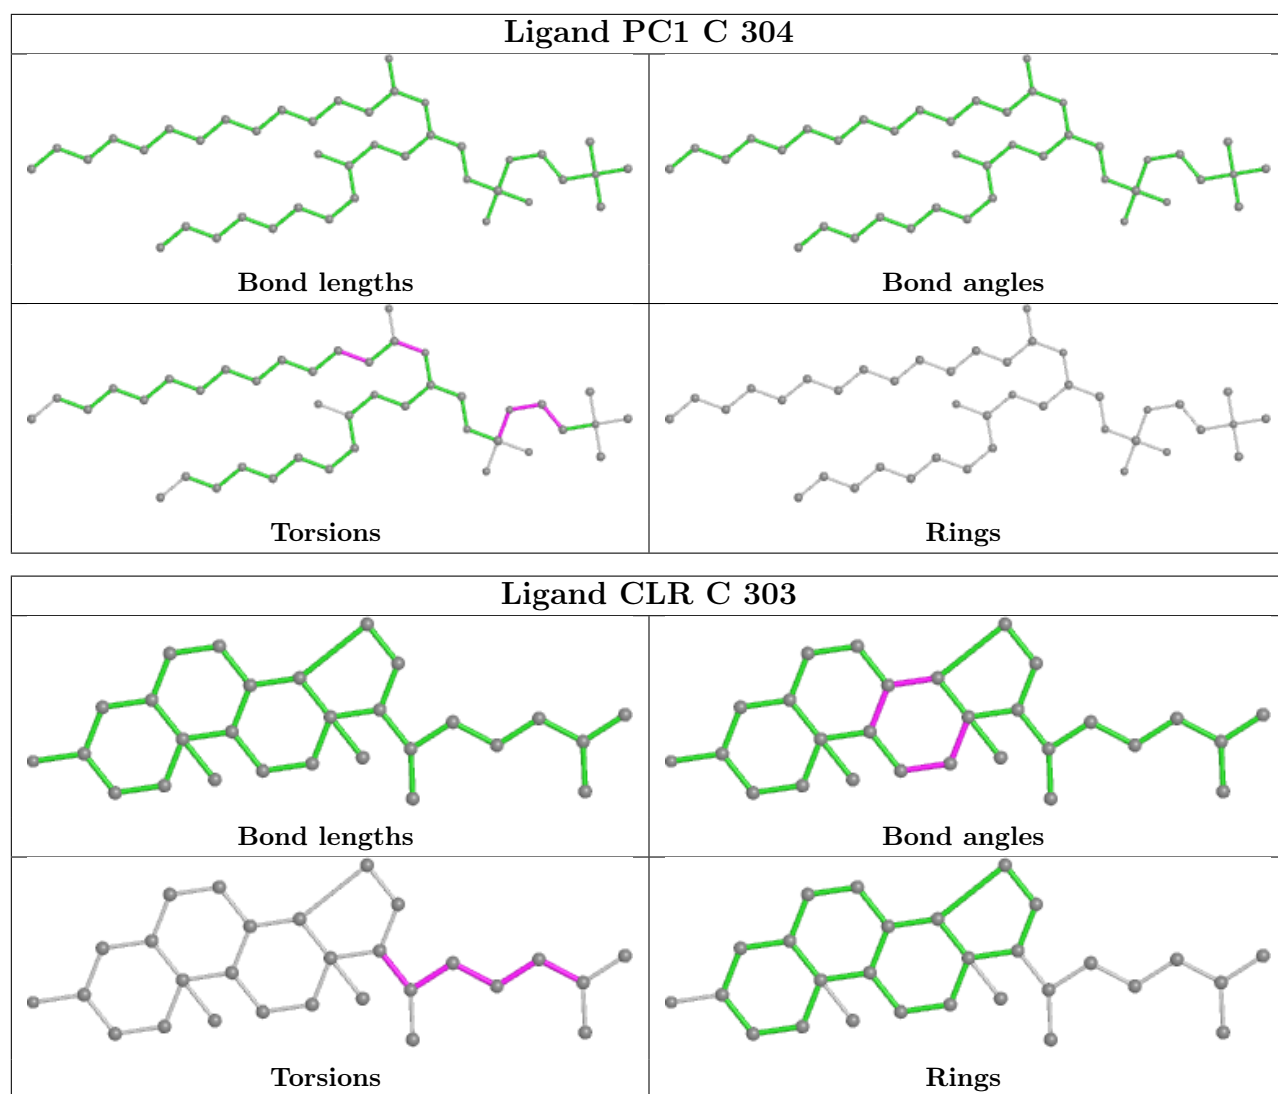 Ligand PC1 C 304
Bond lengths
Bond angles
Torsions
Rings
Ligand CLR C 303
Bond lengths
Bond angles
Torsions
Rings